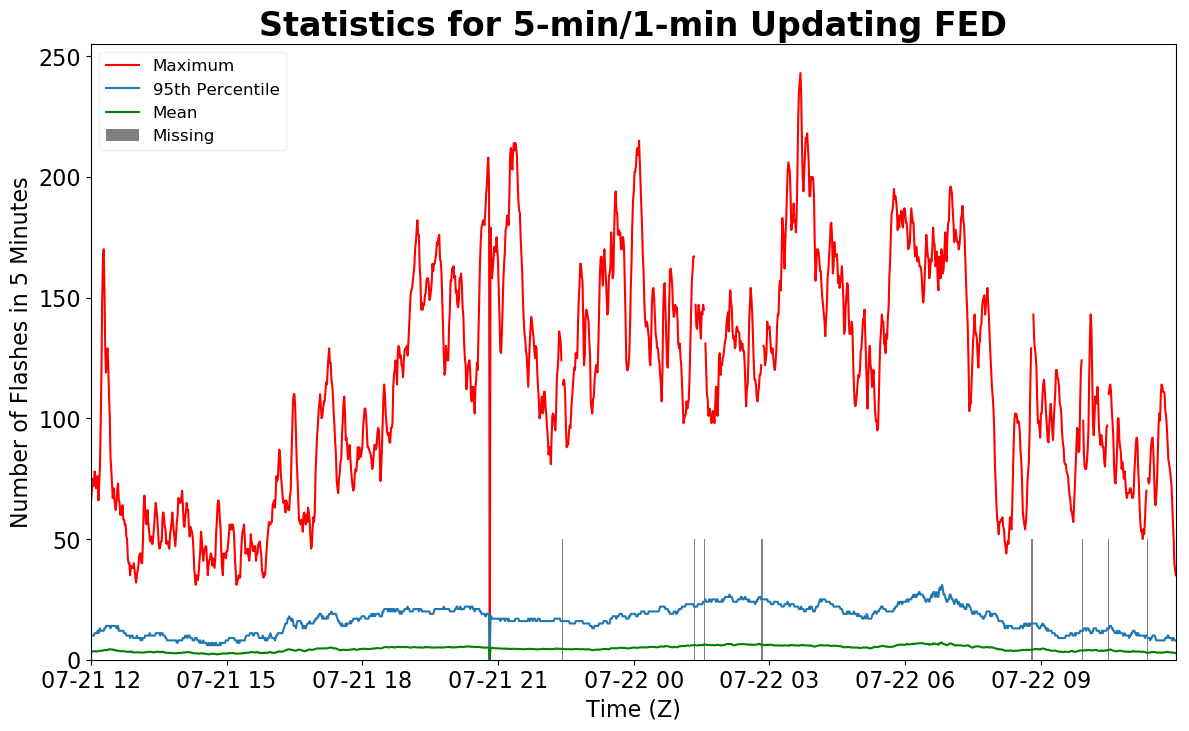 Statistics for 5-min/1-min Updating FED
Number of Flashes in 5 Minutes
250
200
150
100
50
0
Maximum
95th Percentile
Mean
Missing
07-21 12
07-21 15
07-21 18
07-21 21
07-22 00
07-22 03
07-22 06
07-22 09
Time (Z)